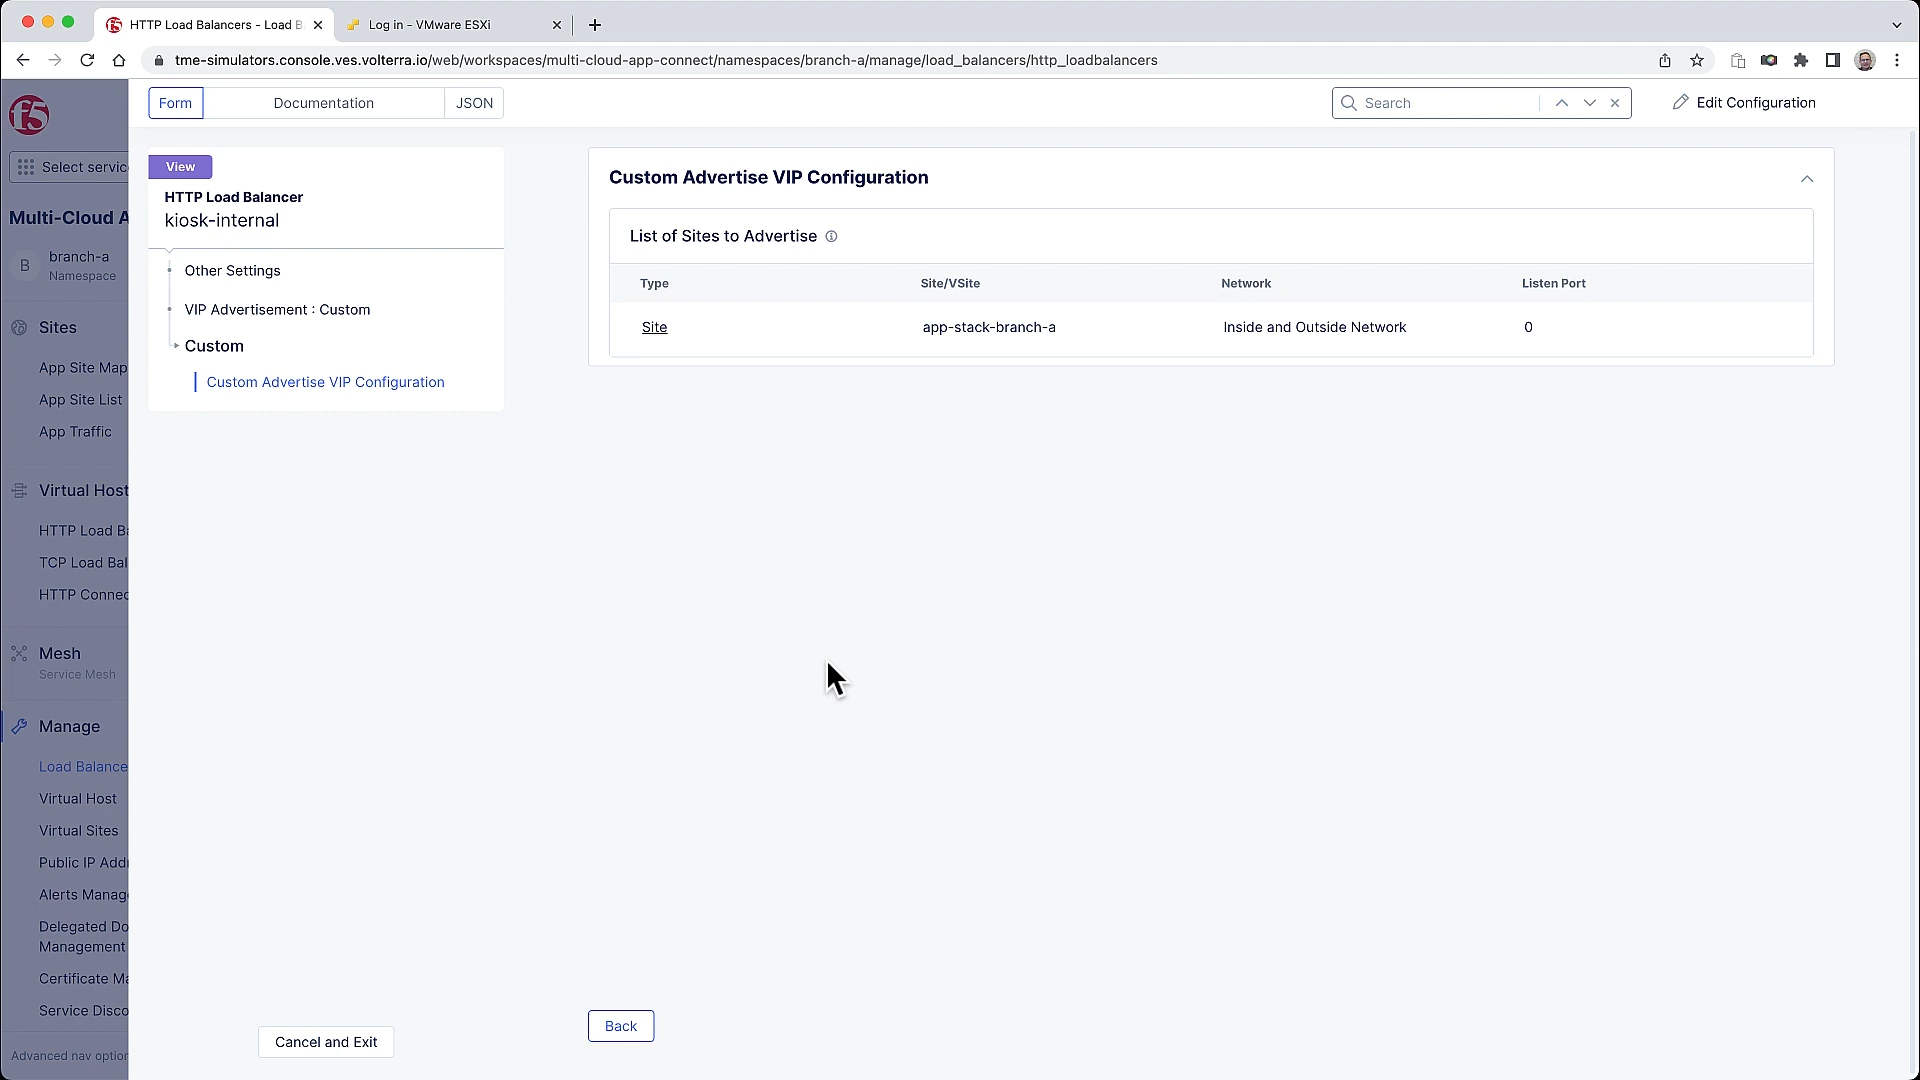 HTTP Load Balancers - Load B
Log in - VMware ESXi
tme-simulators.console.ves.volterra.io/web/workspaces/multi-cloud-app-connect/namespaces/branch-a/manage/load_balancers/http_loadbalancers
f5
Select servic
Multi-Cloud A
B
branch-a
Namespace
Sites
App Site Map
App Site List
App Traffic
Virtual Host
HTTP Load Ba
TCP Load Bal
HTTP Connec
Mesh
Service Mesh
Manage
Load Balance
Virtual Host
Virtual Sites
Public IP Addr
Alerts Manag
Delegated Do
Management
Certificate Ma
Service Disco
Advanced nav option
Form
Documentation
JSON
Search
Edit Configuration
View
HTTP Load Balancer
kiosk-internal
Other Settings
VIP Advertisement : Custom
Custom
Custom Advertise VIP Configuration
Cancel and Exit
Custom Advertise VIP Configuration
List of Sites to Advertise
Type Site/VSite Network Listen Port
Site app-stack-branch-a Inside and Outside Network 0
Back